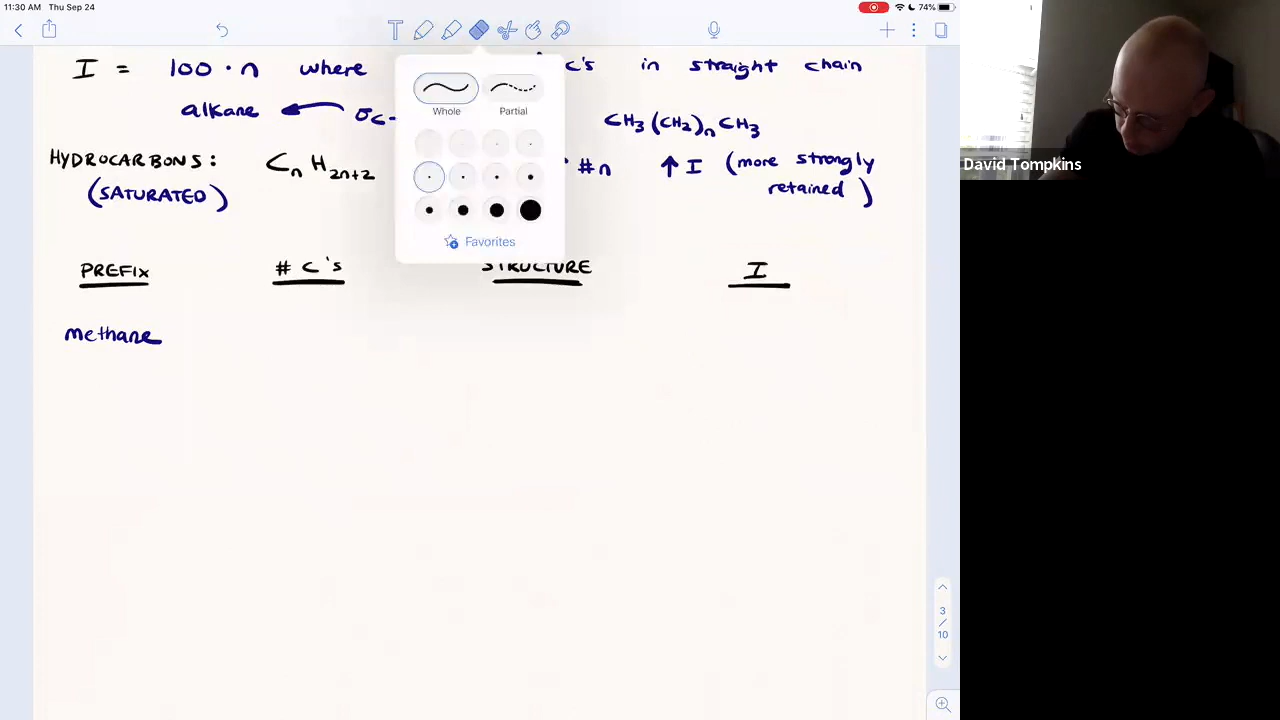 11:30 AM Thu Sep 24
74%
I = 100 · n where C's in straight chain
Whole Partial
alkane ← σC-
CH3(CH2)nCH3
HYDROCARBONS: CnH2n+2 #n ↑ I (more strongly
(SATURATED) retained)
David Tompkins
Favorites
PREFIX # C's STRUCTURE I
methane
3
/
10